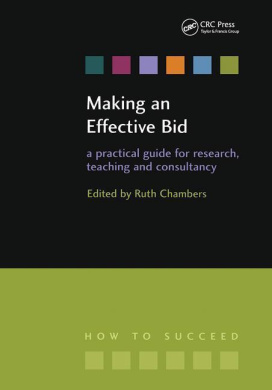 CRC
CRC Press
Taylor & Francis Group
Making an
Effective Bid
a practical guide for research,
teaching and consultancy
Edited by Ruth Chambers
HOW TO SUCCEED